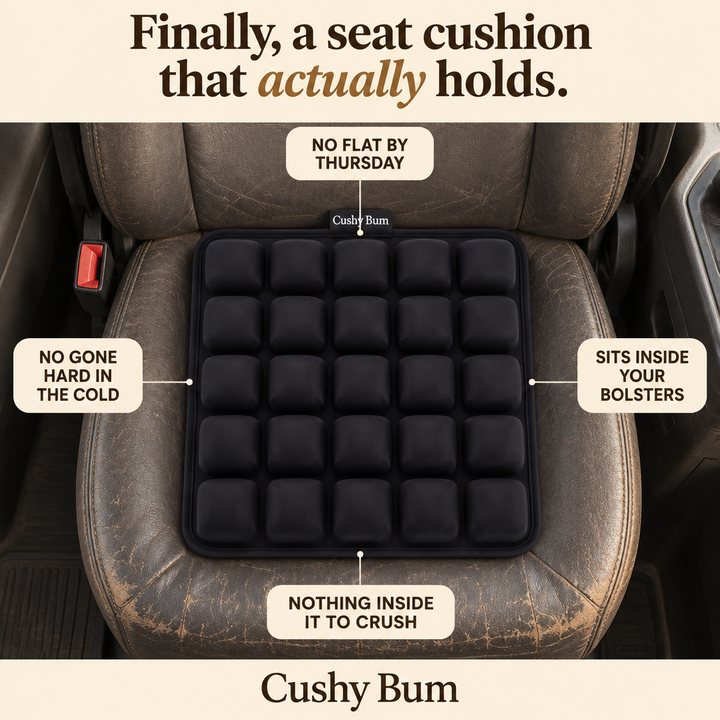 Finally, a seat cushion
that actually holds.
NO FLAT BY
THURSDAY
Cushy Bum
NO GONE
HARD IN
THE COLD
SITS INSIDE
YOUR
BOLSTERS
NOTHING INSIDE
IT TO CRUSH
Cushy Bum